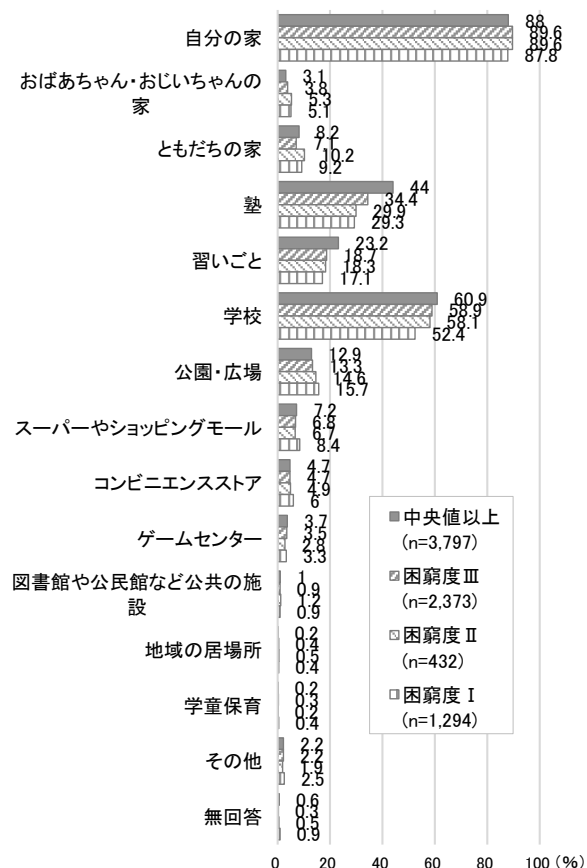 自分の家
88
89.6
89.6
87.8
おばあちゃん・おじいちゃんの
家
3.1
3.8
5.3
5.1
ともだちの家
8.2
7.1
10.2
9.2
塾
44
34.4
29.9
29.3
習いごと
23.2
18.7
18.3
17.1
学校
60.9
58.9
58.1
52.4
公園・広場
12.9
13.3
14.6
15.7
スーパーやショッピングモール
7.2
6.8
6.7
8.4
コンビニエンスストア
4.7
4.7
4.9
6
ゲームセンター
3.7
3.5
2.8
3.3
図書館や公民館など公共の施
設
1
0.9
1.2
0.9
地域の居場所
0.2
0.4
0.5
0.4
学童保育
0.2
0.3
0.2
0.4
その他
2.2
2.2
1.9
2.5
無回答
0.6
0.3
0.5
0.9
中央値以上
(n=3,797)
困窮度Ⅲ
(n=2,373)
困窮度Ⅱ
(n=432)
困窮度Ⅰ
(n=1,294)
0 20 40 60 80 100 (%)